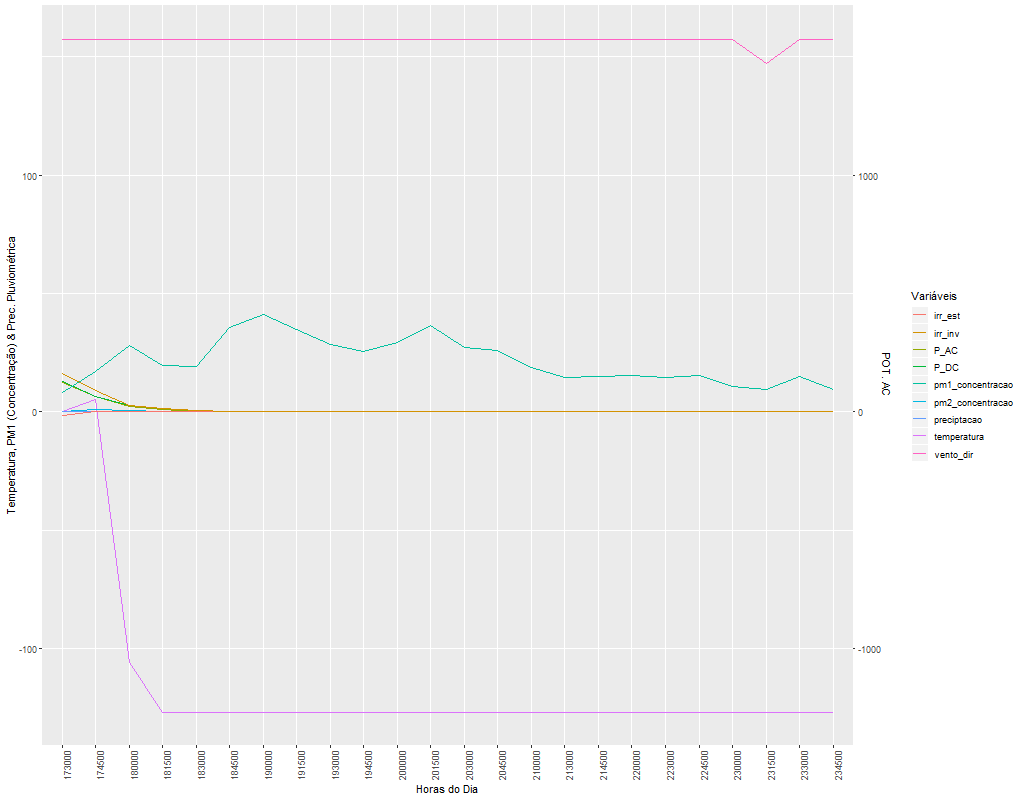 Temperatura, PM1 (Concentração) & Prec. Pluviométrica
100
0
-100
1000
0
-1000
POT_AC
173000
174500
180000
181500
183000
184500
190000
191500
193000
194500
200000
201500
203000
204500
210000
213000
214500
220000
223000
224500
230000
231500
233000
234500
Horas do Dia
Variáveis
irr_est
irr_inv
P_AC
P_DC
pm1_concentracao
pm2_concentracao
preciptacao
temperatura
vento_dir